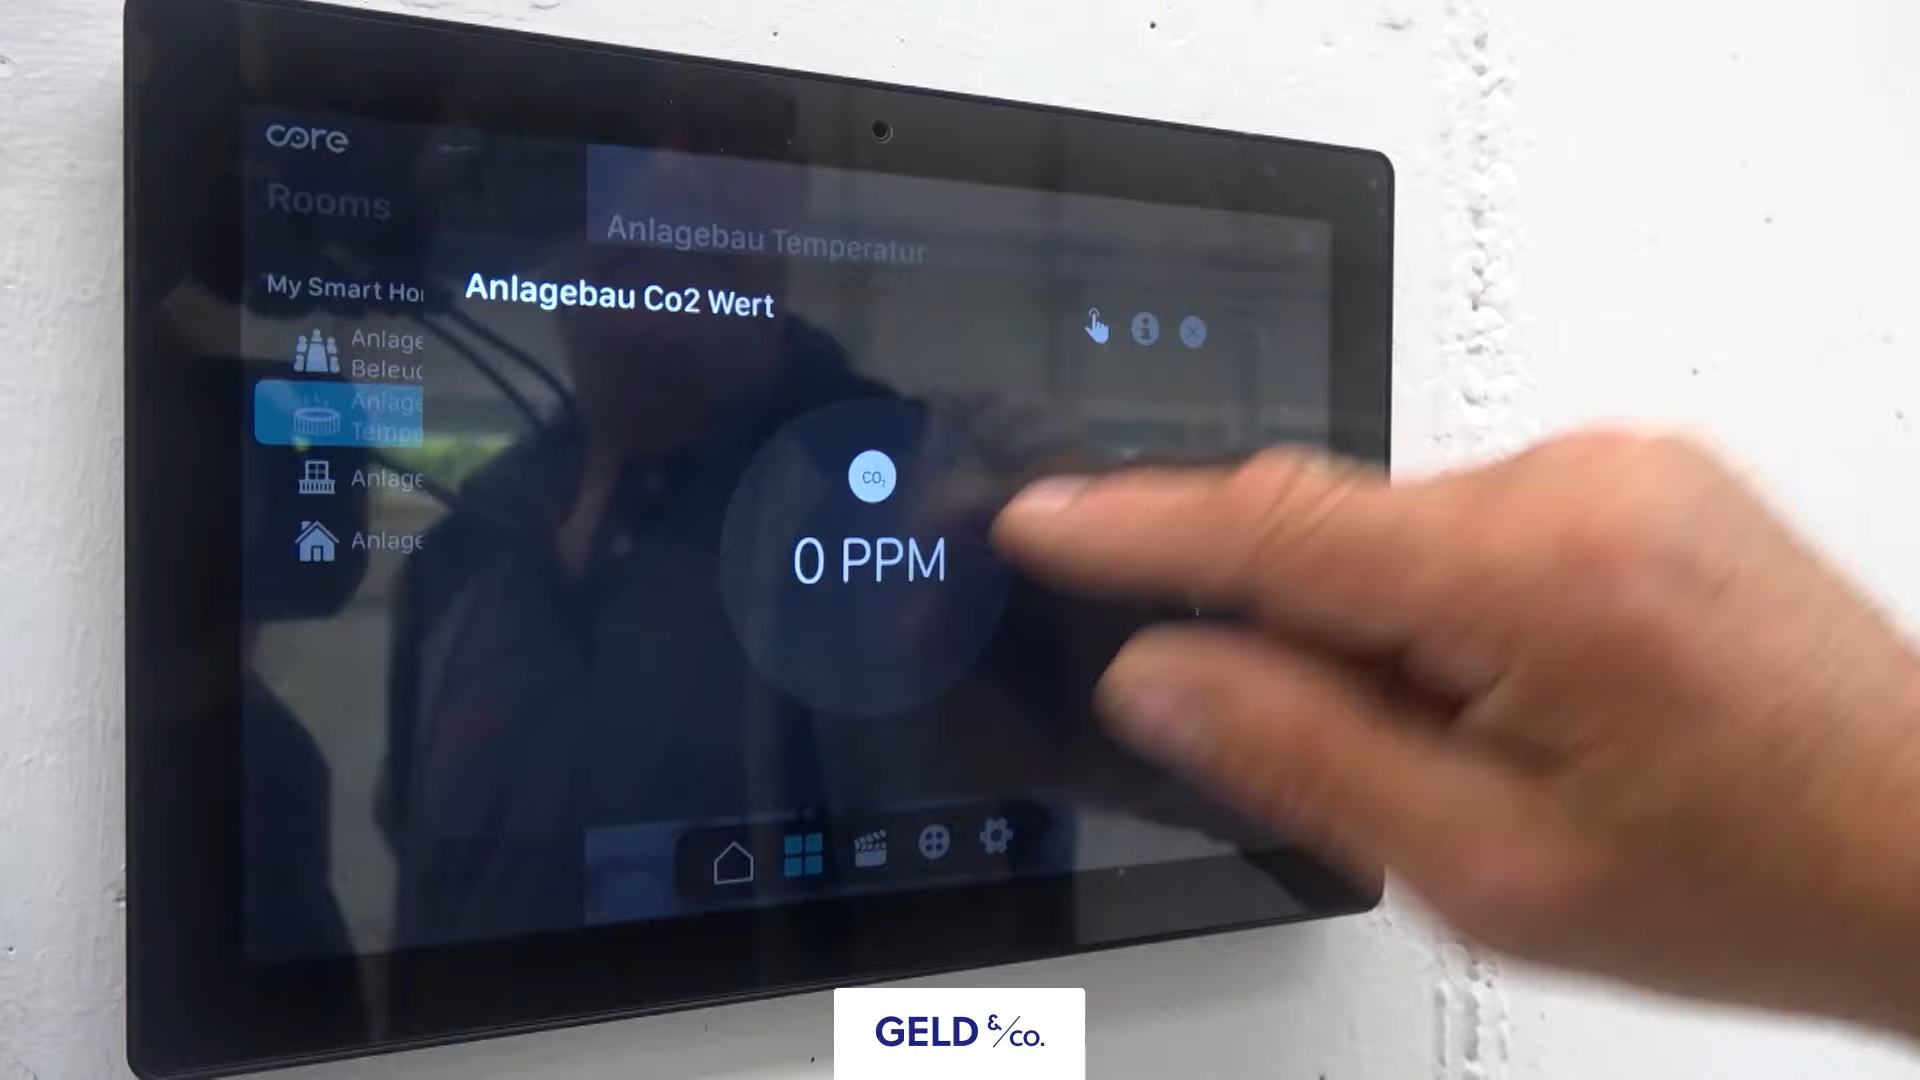 core
Rooms
Anlagebau Temperatur
My Smart Hor
Anlagebau Co2 Wert
Anlage
Beleuc
Anlage
Tempe
Anlage
Anlage
CO₂
0 PPM
GELD &/co.